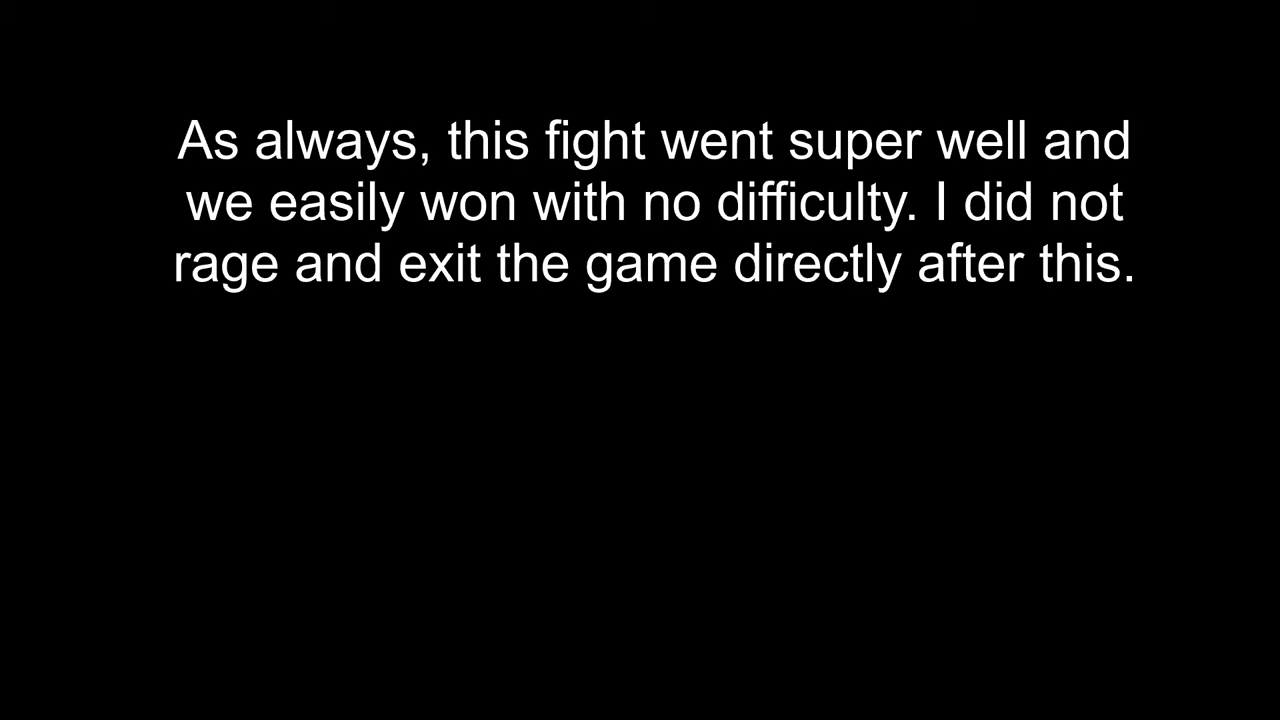 As always, this fight went super well and
we easily won with no difficulty. I did not
rage and exit the game directly after this.